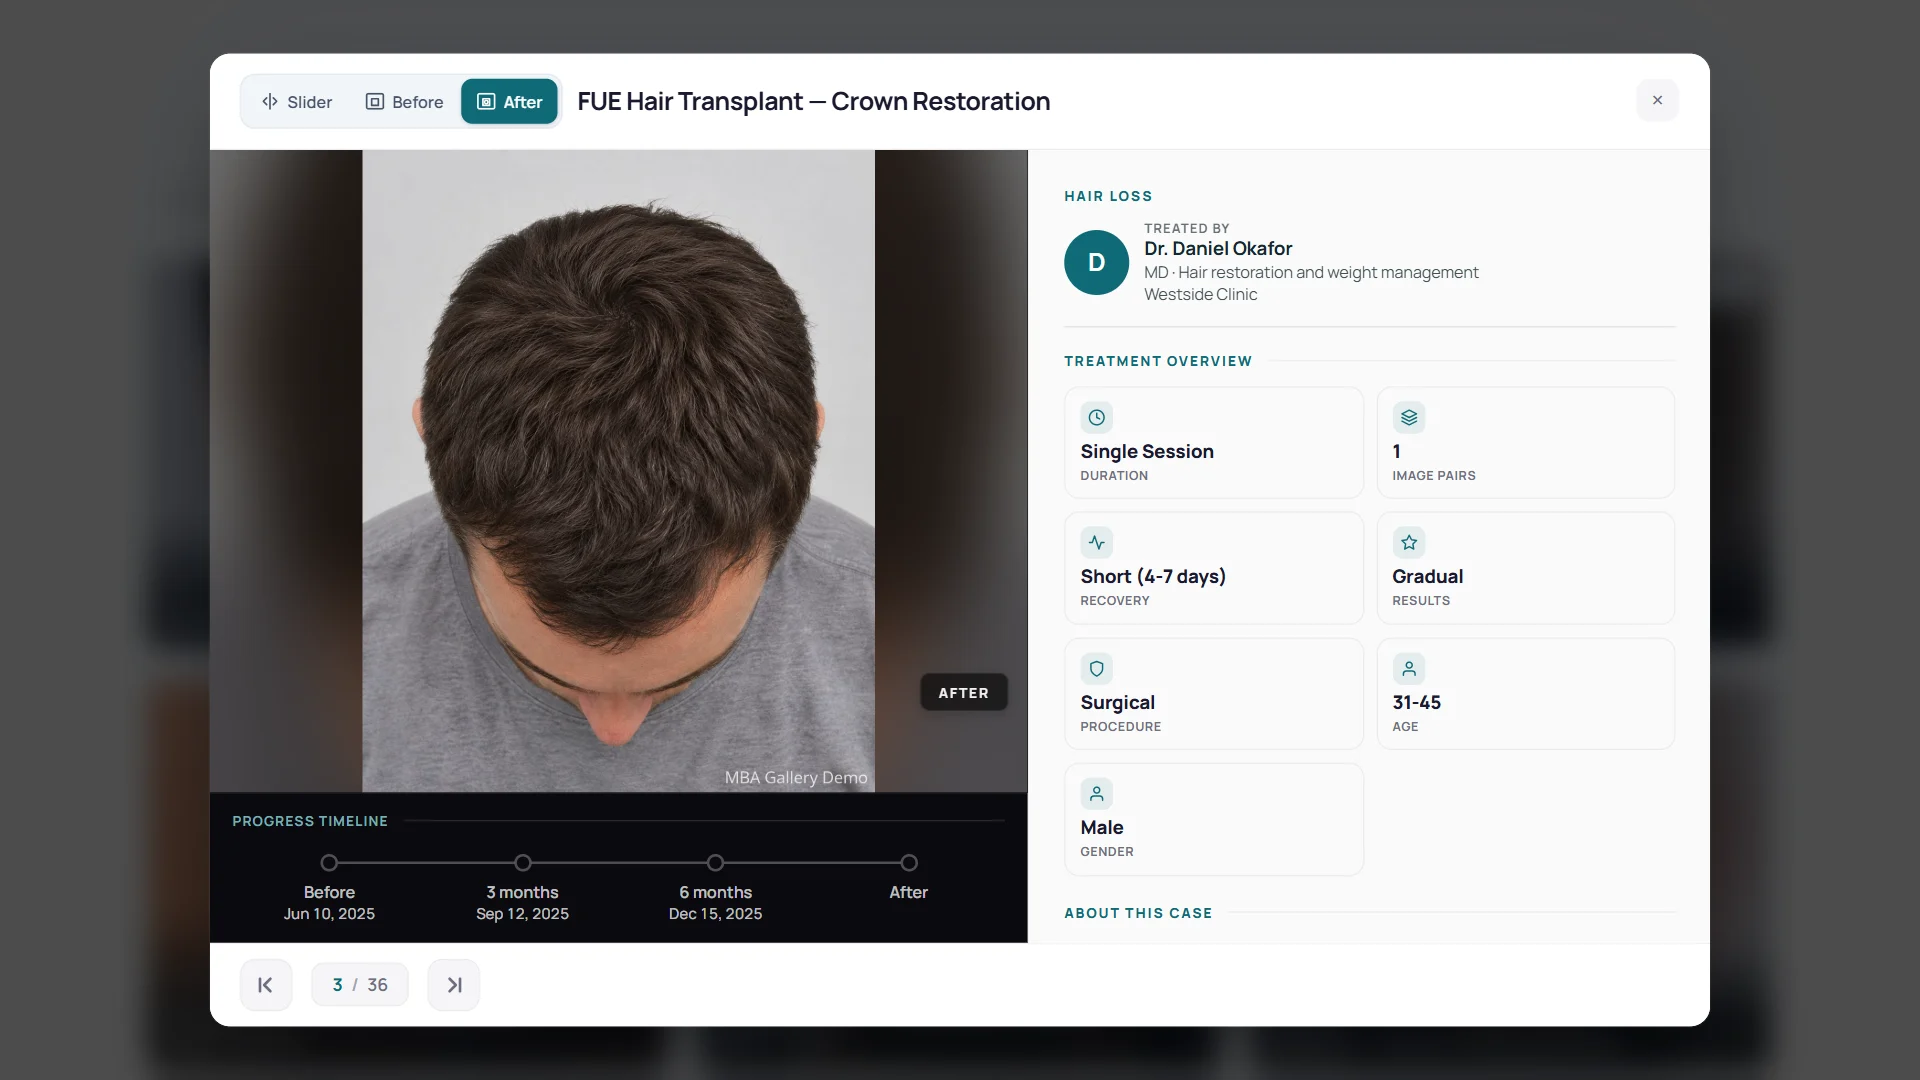 Slider
Before
After
FUE Hair Transplant — Crown Restoration
×
AFTER
MBA Gallery Demo
PROGRESS TIMELINE
Before
Jun 10, 2025
3 months
Sep 12, 2025
6 months
Dec 15, 2025
After
HAIR LOSS
D
TREATED BY
Dr. Daniel Okafor
MD · Hair restoration and weight management
Westside Clinic
TREATMENT OVERVIEW
Single Session
DURATION
1
IMAGE PAIRS
Short (4-7 days)
RECOVERY
Gradual
RESULTS
Surgical
PROCEDURE
31-45
AGE
Male
GENDER
ABOUT THIS CASE
3 / 36